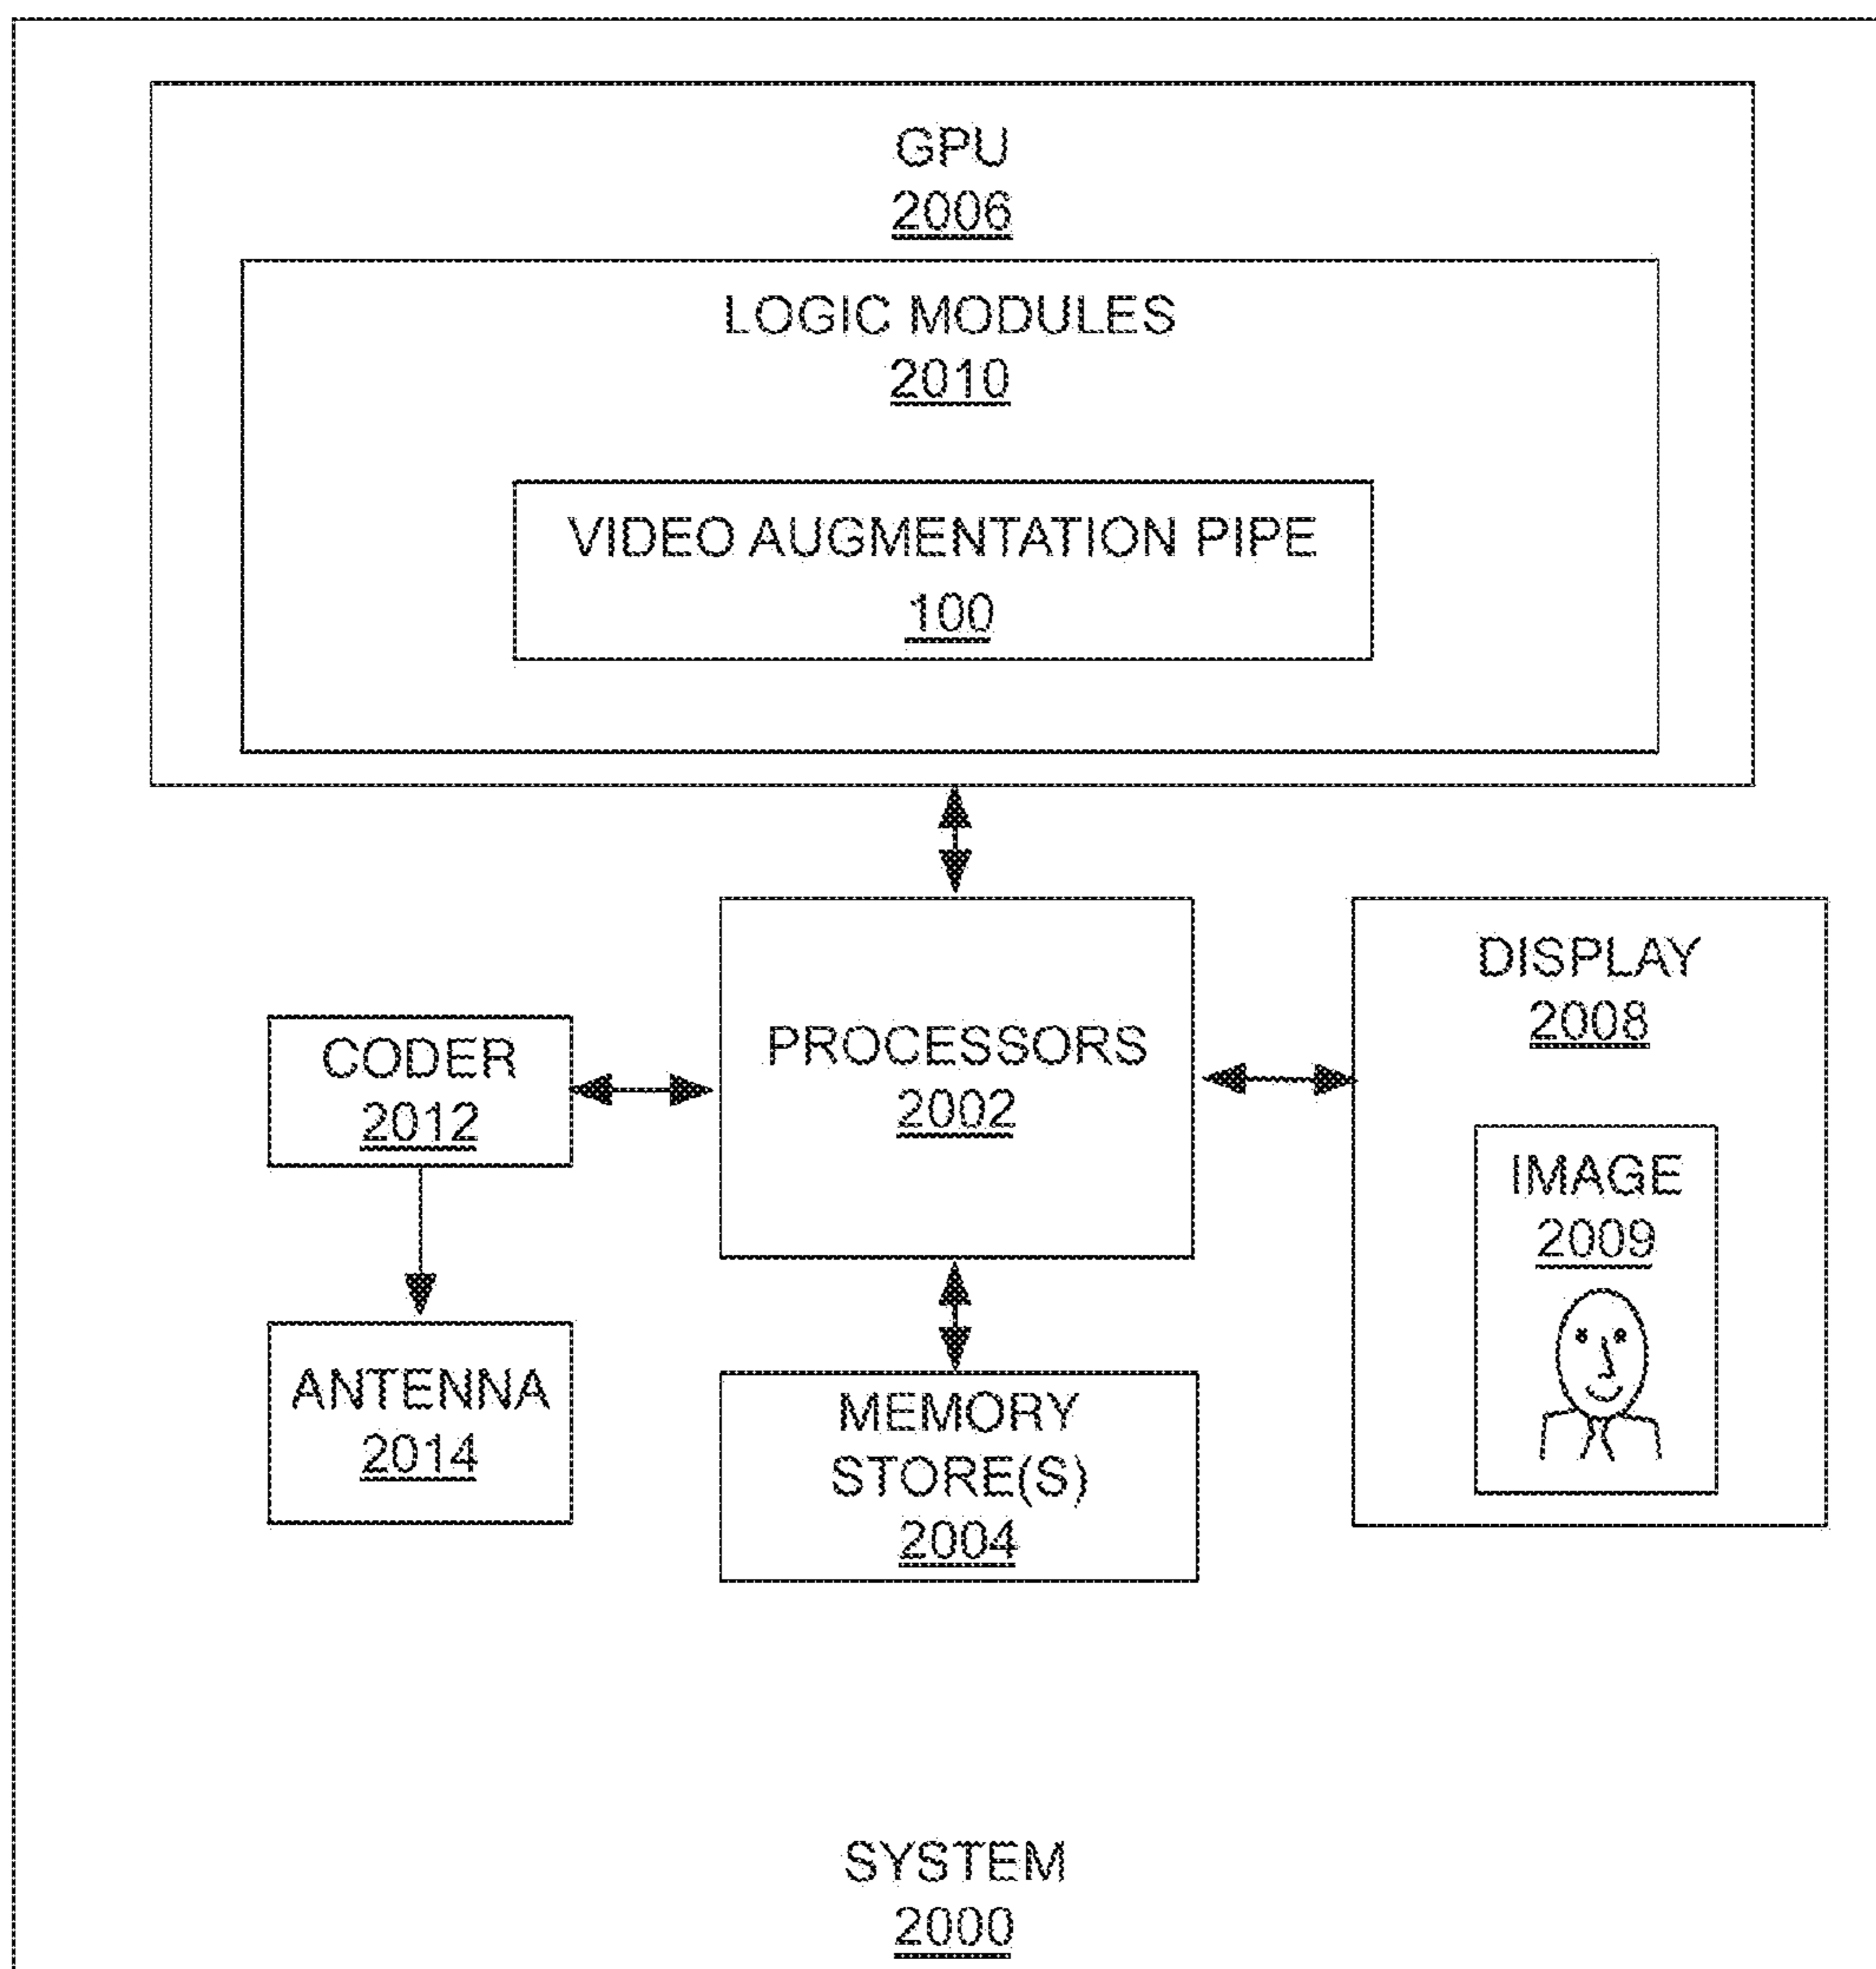 GPU
2006
LOGIC MODULES
2010
VIDEO AUGMENTATION PIPE
100
PROCESSORS
2002
DISPLAY
2008
IMAGE
2009
CODER
2012
ANTENNA
2014
MEMORY
STORE(S)
2004
SYSTEM
2000